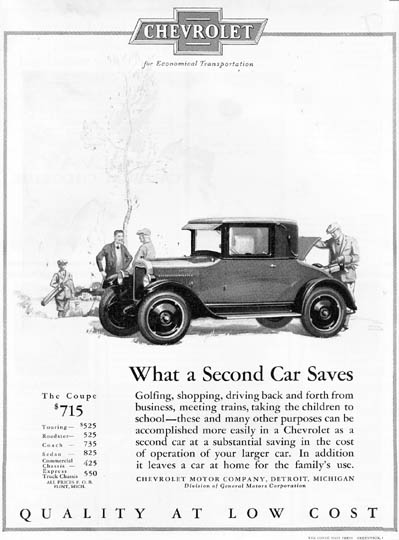 CHEVROLET
for Economical Transportation
What a Second Car Saves
The Coupe
$715
Touring — $525
Roadster — 525
Coach — 735
Sedan — 825
Commercial
Chassis — 425
Express
Truck Chassis 550
ALL PRICES F. O. B.
FLINT, MICH.
Golfing, shopping, driving back and forth from
business, meeting trains, taking the children to
school—these and many other purposes can be
accomplished more easily in a Chevrolet as a
second car at a substantial saving in the cost
of operation of your larger car. In addition
it leaves a car at home for the family's use.
CHEVROLET MOTOR COMPANY, DETROIT, MICHIGAN
Division of General Motors Corporation
QUALITY AT LOW COST